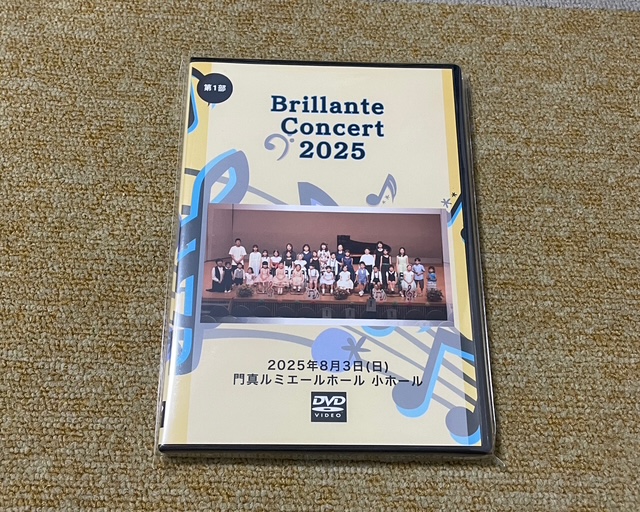 第1部
Brillante
Concert
2025
2025年8月3日(日)
門真ルミエールホール 小ホール
DVD
VIDEO